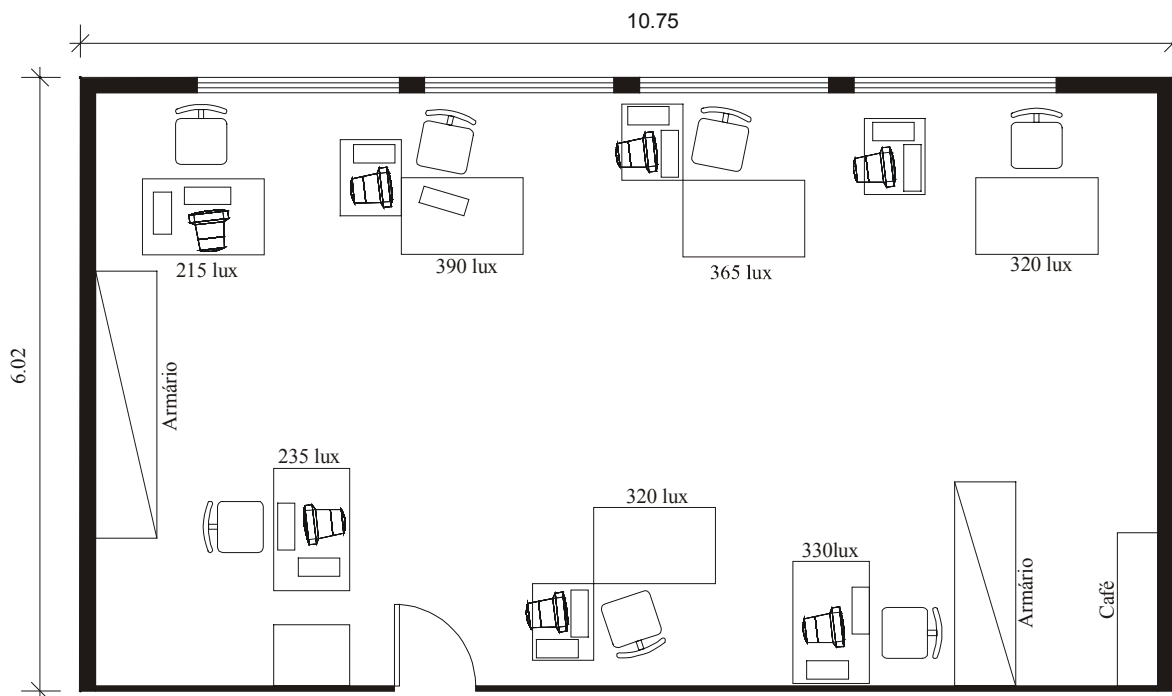 10.75
6.02
215 lux
390 lux
365 lux
320 lux
Armário
235 lux
320 lux
330lux
Armário
Café